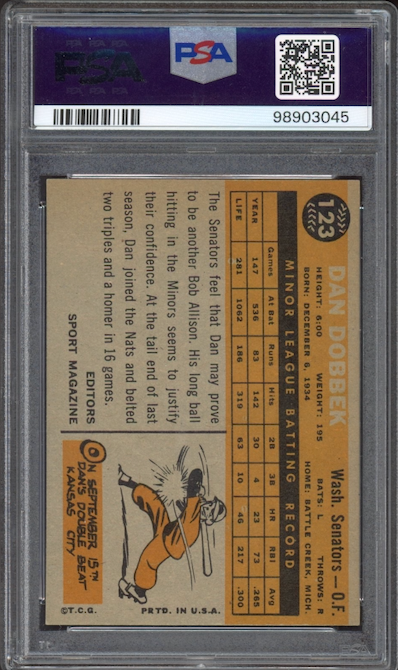 PSA
PSA
98903045
123
DAN DOBBEK
Wash. Senators — O.F.
HEIGHT: 6:00 WEIGHT: 195 BATS: L THROWS: R
BORN: DECEMBER 6, 1934 HOME: BATTLE CREEK, MICH.
MINOR LEAGUE BATTING RECORD
Games At Bat Runs Hits 2B 3B HR RBI Avg
YEAR 147 536 83 142 30 4 23 73 .265
LIFE 281 1062 186 319 63 10 46 217 .300
The Senators feel that Dan may prove
to be another Bob Allison. His long ball
hitting in the Minors seems to justify
their confidence. At the tail end of last
season, Dan joined the Nats and belted
two triples and a homer in 16 games.
EDITORS
SPORT MAGAZINE
ON SEPTEMBER 15TH
DAN'S DOUBLE BEAT
KANSAS CITY
©T.C.G. PRTD. IN U.S.A.